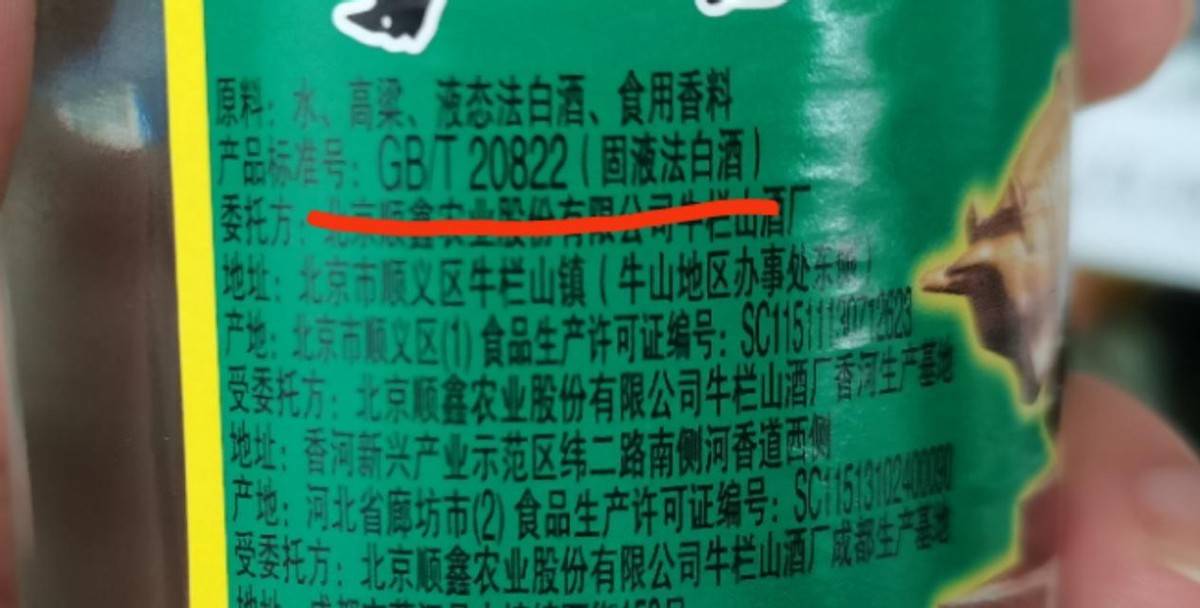 原料：水、高粱、液态法白酒、食用香料
产品标准号：GB/T 20822（固液法白酒）
委托方：北京顺鑫农业股份有限公司牛栏山酒厂
地址：北京市顺义区牛栏山镇（牛山地区办事处东侧）
产地：北京市顺义区(1) 食品生产许可证编号：
受委托方：北京顺鑫农业股份有限公司牛栏山酒厂香河生产基地
地址：香河新兴产业示范区纬二路南侧河香道西侧
产地：河北省廊坊市(2) 食品生产许可证编号：
受委托方：北京顺鑫农业股份有限公司牛栏山酒厂成都生产基地